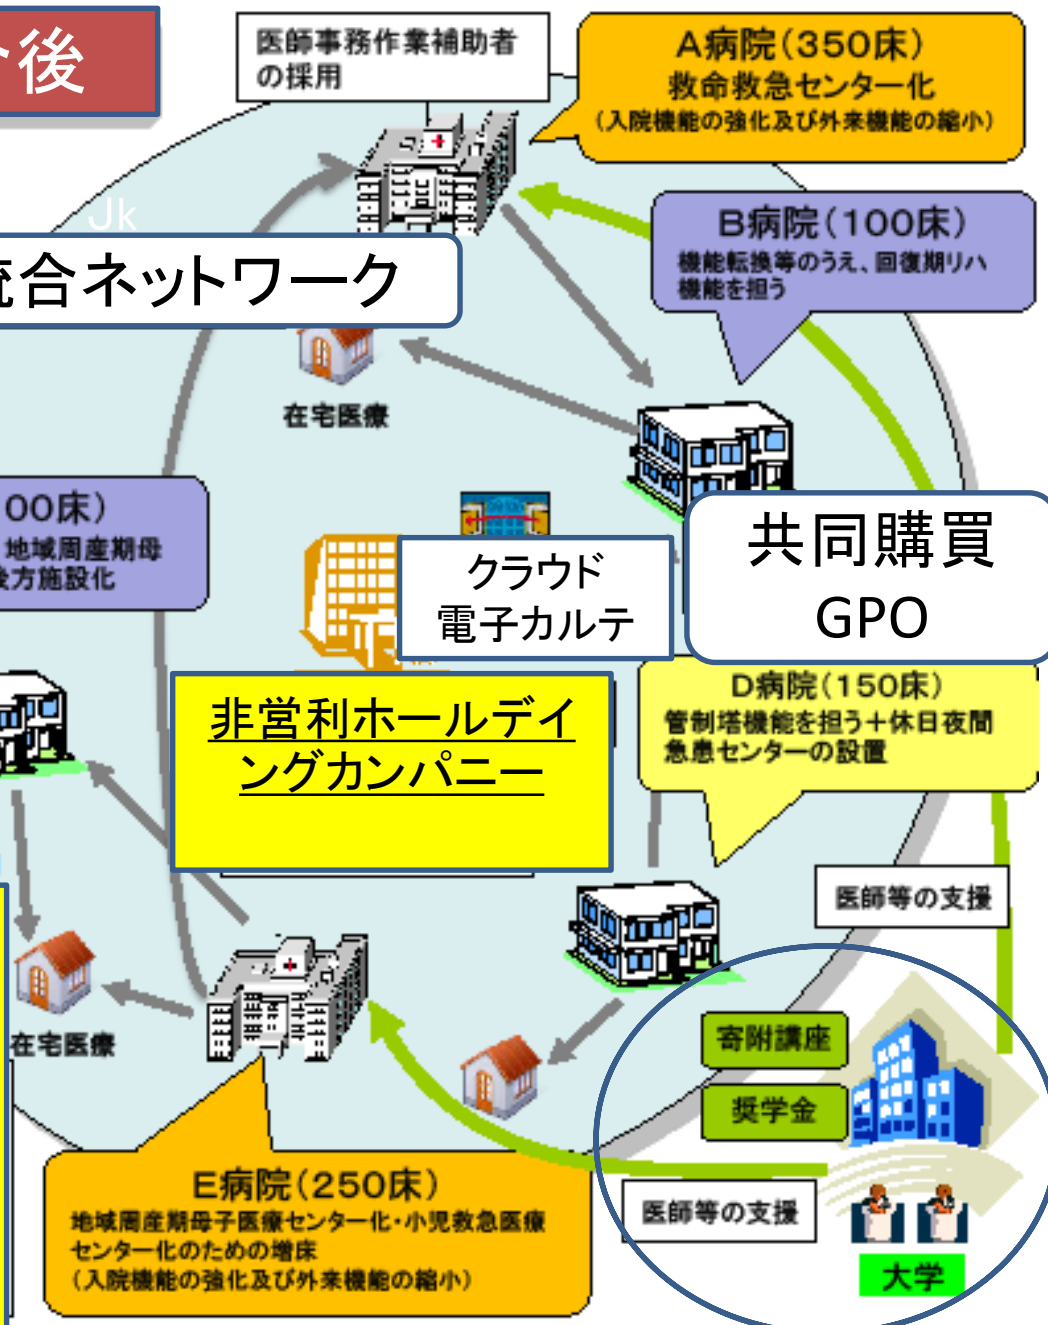 後
医師事務作業補助者
の採用
A病院(350床)
救命救急センター化
(入院機能の強化及び外来機能の縮小)
Jk
B病院(100床)
機能転換等のうえ、回復期リハ
機能を担う
合ネットワーク
在宅医療
00床)
地域周産期母
後方施設化
クラウド
電子カルテ
共同購買
GPO
非営利ホールデイ
ングカンパニー
D病院(150床)
管制塔機能を担う+休日夜間
急患センターの設置
医師等の支援
在宅医療
寄附講座
奨学金
E病院(250床)
地域周産期母子医療センター化・小児救急医療
センター化のための増床
(入院機能の強化及び外来機能の縮小)
医師等の支援
大学